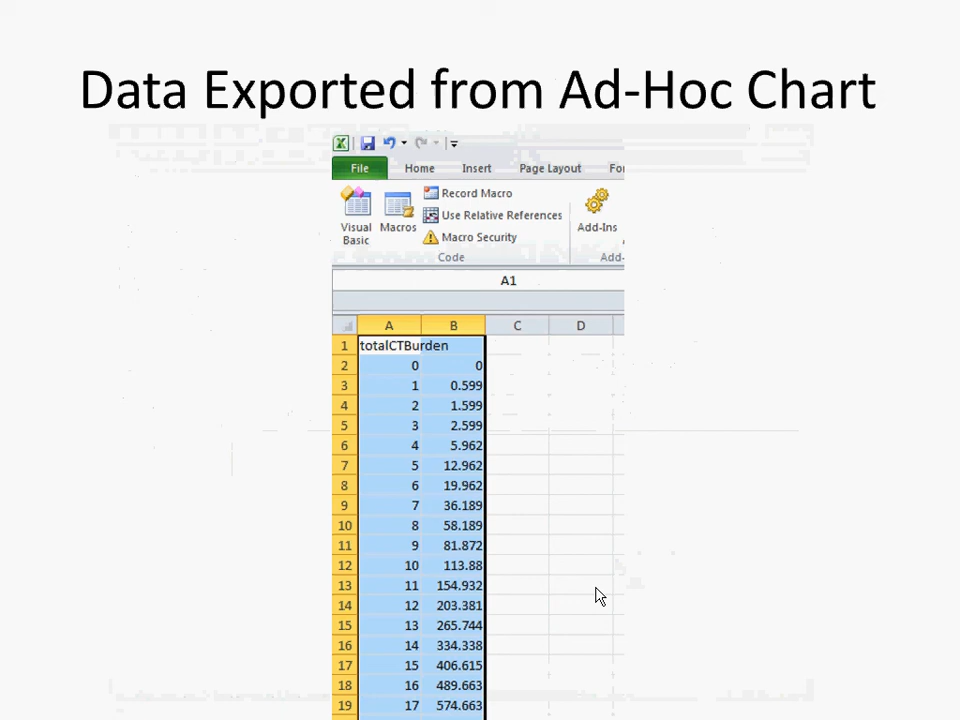 Data Exported from Ad-Hoc Chart
File Home Insert Page Layout Fo
Visual Basic Macros Record Macro
Use Relative References
Macro Security
Add-Ins
Code Add-
A1
A B C D
1 totalCTBurden
2 0 0
3 1 0.599
4 2 1.599
5 3 2.599
6 4 5.962
7 5 12.962
8 6 19.962
9 7 36.189
10 8 58.189
11 9 81.872
12 10 113.88
13 11 154.932
14 12 203.381
15 13 265.744
16 14 334.338
17 15 406.615
18 16 489.663
19 17 574.663